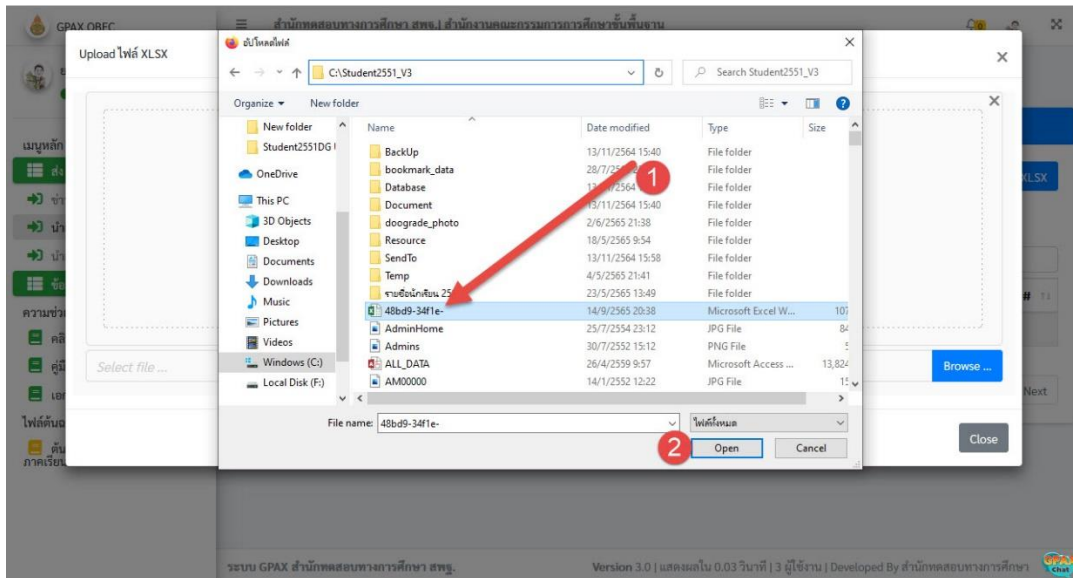 GPAX OBEC
สำนักทดสอบทางการศึกษา สพฐ.| สำนักงานคณะกรรมการการศึกษาขั้นพื้นฐาน
Upload ไฟล์ XLSX
อัปโหลดไฟล์
C:\Student2551_V3
Search Student2551_V3
Organize
New folder
New folder
Student2551DG
OneDrive
This PC
3D Objects
Desktop
Documents
Downloads
Music
Pictures
Videos
Windows (C:)
Local Disk (F:)
Name Date modified Type Size
BackUp 13/11/2564 15:40 File folder
bookmark_data File folder
Database File folder
Document 13/11/2564 15:40 File folder
doograde_photo 2/6/2565 21:38 File folder
Resource 18/5/2565 9:54 File folder
SendTo 13/11/2564 15:58 File folder
Temp 4/5/2565 21:41 File folder
รายชื่อนักเรียน 23/5/2565 13:49 File folder
48bd9-34f1e- 14/9/2565 20:38 Microsoft Excel W... 107
AdminHome 25/7/2554 23:12 JPG File
Admins 30/7/2552 15:12 PNG File
ALL_DATA 26/4/2559 9:57 Microsoft Access ... 13,824
AM00000 14/1/2552 12:22 JPG File
1
File name: 48bd9-34f1e-
ไฟล์ทั้งหมด
2
Open
Cancel
เมนูหลัก
Select file ...
Browse ...
XLSX
#
Next
Close
ระบบ GPAX สำนักทดสอบทางการศึกษา สพฐ.
Version 3.0 | แสดงผลใน 0.03 วินาที | 3 ผู้ใช้งาน | Developed By สำนักทดสอบทางการศึกษา
GPAX
Chat